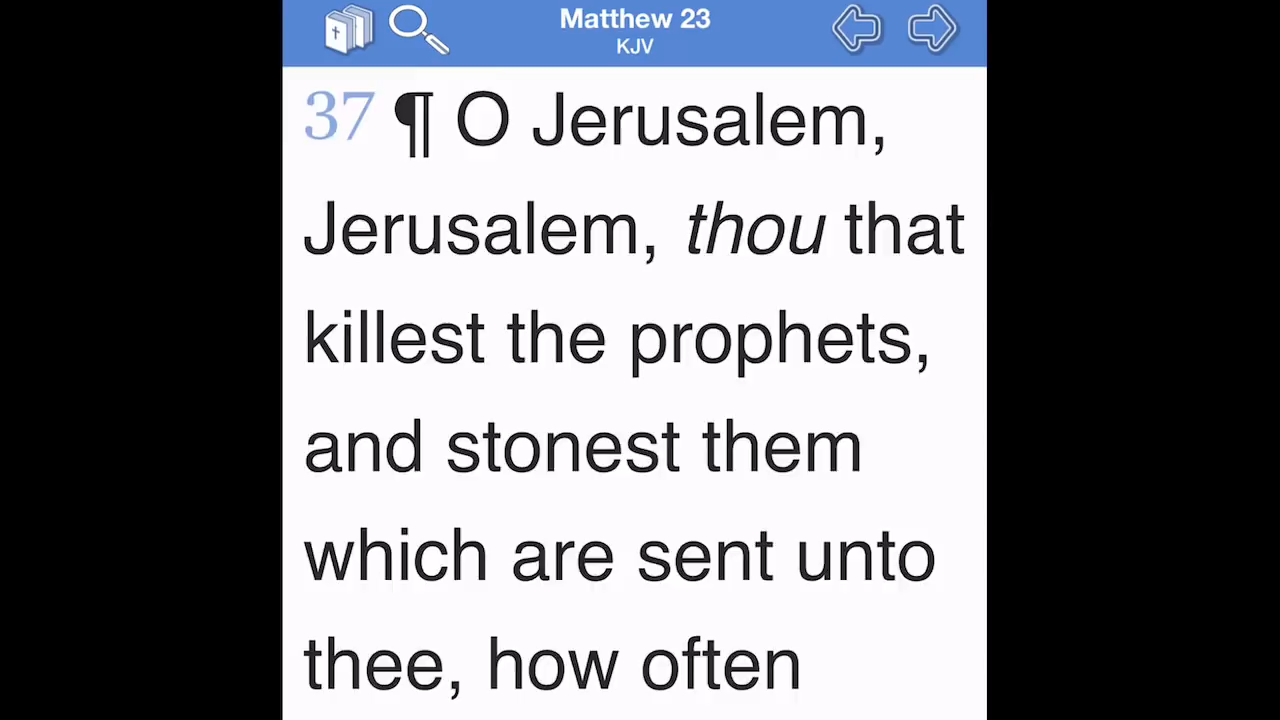 Matthew 23
KJV
37 ¶ O Jerusalem,
Jerusalem, thou that
killest the prophets,
and stonest them
which are sent unto
thee, how often